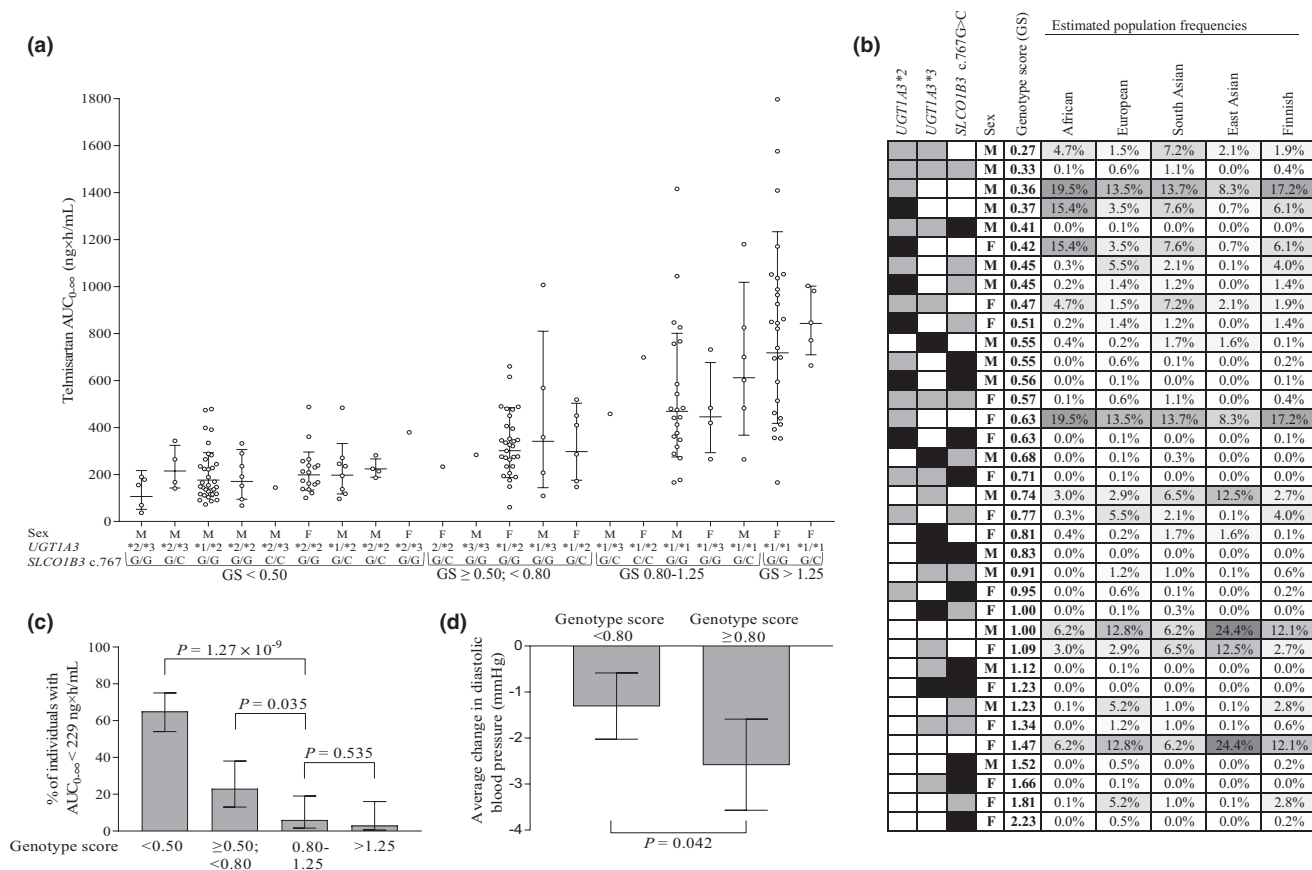 (a)
Telmisartan AUC0-∞ (ng×h/mL)
1800
1600
1400
1200
1000
800
600
400
200
0
Sex M M M M M F M M F F M F M F M F M F M F F
UGT1A3 *2/*3 *2/*3 *1/*2 *2/*2 *2/*3 *2/*2 *1/*2 *2/*2 *2/*3 *2/*2 *3/*3 *1/*2 *1/*3 *1/*2 *1/*3 *1/*2 *1/*1 *1/*3 *1/*1 *1/*1 *1/*1
SLCO1B3 c.767 G/G G/C G/G G/G C/C G/G G/C G/C G/G G/C G/G G/G G/G G/C G/C C/C G/G G/G G/C G/G G/C
GS < 0.50 GS ≥ 0.50; < 0.80 GS 0.80-1.25 GS > 1.25
(b)
Estimated population frequencies
UGT1A3*2 UGT1A3*3 SLCO1B3 c.767G>C Sex Genotype score (GS) African European South Asian East Asian Finnish
M 0.27 4.7% 1.5% 7.2% 2.1% 1.9%
M 0.33 0.1% 0.6% 1.1% 0.0% 0.4%
M 0.36 19.5% 13.5% 13.7% 8.3% 17.2%
M 0.37 15.4% 3.5% 7.6% 0.7% 6.1%
M 0.41 0.0% 0.1% 0.0% 0.0% 0.0%
F 0.42 15.4% 3.5% 7.6% 0.7% 6.1%
M 0.45 0.3% 5.5% 2.1% 0.1% 4.0%
M 0.45 0.2% 1.4% 1.2% 0.0% 1.4%
F 0.47 4.7% 1.5% 7.2% 2.1% 1.9%
F 0.51 0.2% 1.4% 1.2% 0.0% 1.4%
M 0.55 0.4% 0.2% 1.7% 1.6% 0.1%
M 0.55 0.0% 0.6% 0.1% 0.0% 0.2%
M 0.56 0.0% 0.1% 0.0% 0.0% 0.1%
F 0.57 0.1% 0.6% 1.1% 0.0% 0.4%
F 0.63 19.5% 13.5% 13.7% 8.3% 17.2%
F 0.63 0.0% 0.1% 0.0% 0.0% 0.1%
M 0.68 0.0% 0.1% 0.3% 0.0% 0.0%
F 0.71 0.0% 0.1% 0.0% 0.0% 0.0%
M 0.74 3.0% 2.9% 6.5% 12.5% 2.7%
F 0.77 0.3% 5.5% 2.1% 0.1% 4.0%
F 0.81 0.4% 0.2% 1.7% 1.6% 0.1%
M 0.83 0.0% 0.0% 0.0% 0.0% 0.0%
M 0.91 0.0% 1.2% 1.0% 0.1% 0.6%
F 0.95 0.0% 0.6% 0.1% 0.0% 0.2%
F 1.00 0.0% 0.1% 0.3% 0.0% 0.0%
M 1.00 6.2% 12.8% 6.2% 24.4% 12.1%
F 1.09 3.0% 2.9% 6.5% 12.5% 2.7%
M 1.12 0.0% 0.1% 0.0% 0.0% 0.0%
F 1.23 0.0% 0.0% 0.0% 0.0% 0.0%
M 1.23 0.1% 5.2% 1.0% 0.1% 2.8%
F 1.34 0.0% 1.2% 1.0% 0.1% 0.6%
F 1.47 6.2% 12.8% 6.2% 24.4% 12.1%
M 1.52 0.0% 0.5% 0.0% 0.0% 0.2%
F 1.66 0.0% 0.1% 0.0% 0.0% 0.0%
F 1.81 0.1% 5.2% 1.0% 0.1% 2.8%
F 2.23 0.0% 0.5% 0.0% 0.0% 0.2%
(c)
% of individuals with
AUC0-∞ < 229 ng×h/mL
100
90
80
60
40
20
0
P = 1.27 × 10⁻⁹
P = 0.035
P = 0.535
Genotype score <0.50 ≥0.50; 0.80- >1.25
<0.80 1.25
(d)
Genotype score Genotype score
<0.80 ≥0.80
Average change in diastolic
blood pressure (mmHg)
0
-1
-2
-3
-4
P = 0.042